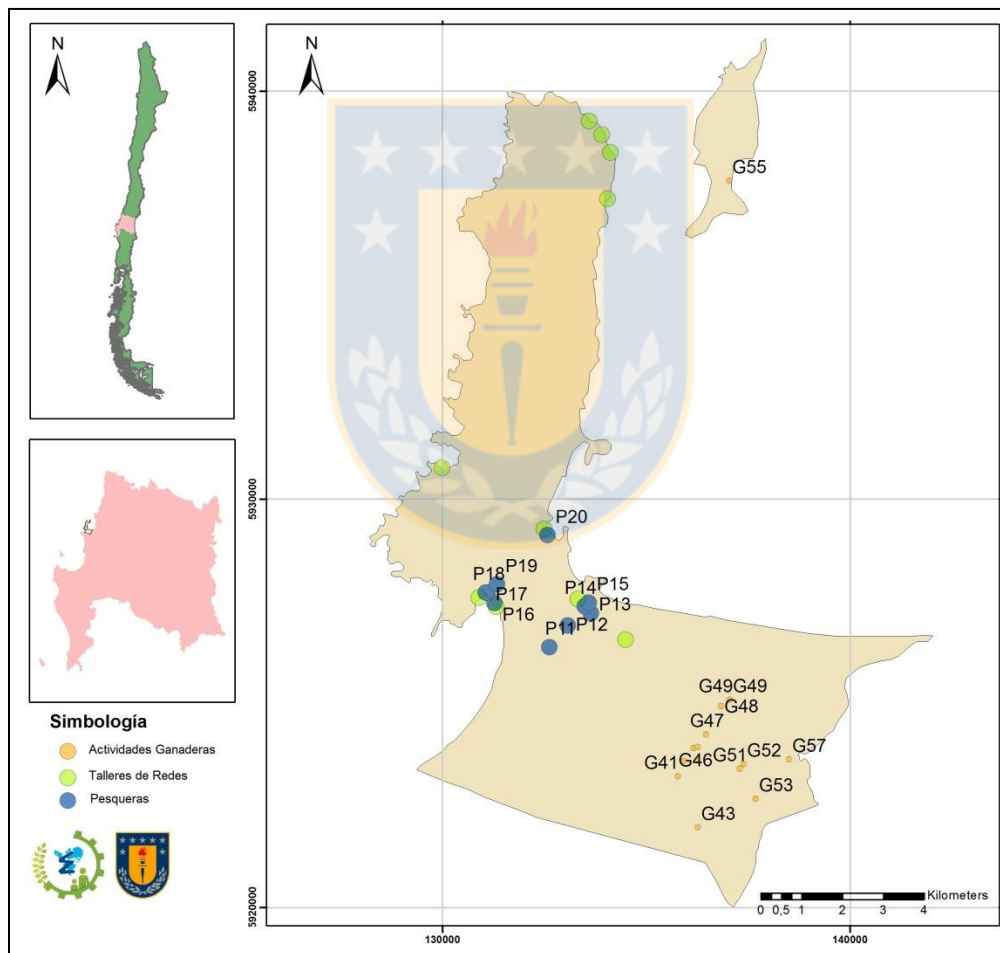 N
N
5940000
G55
5930000
P20
P19
P18
P17
P16
P14
P15
P13
P12
P11
G49G49
G48
G47
G41
G46
G51
G52
G57
G53
G43
Simbología
Actividades Ganaderas
Talleres de Redes
Pesqueras
Kilometers
0 0,5 1 2 3 4
5920000
130000
140000